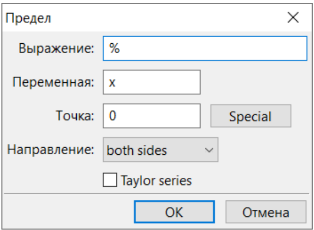 Предел
Выражение: %
Переменная: x
Точка: 0 Special
Направление: both sides
Taylor series
OK Отмена